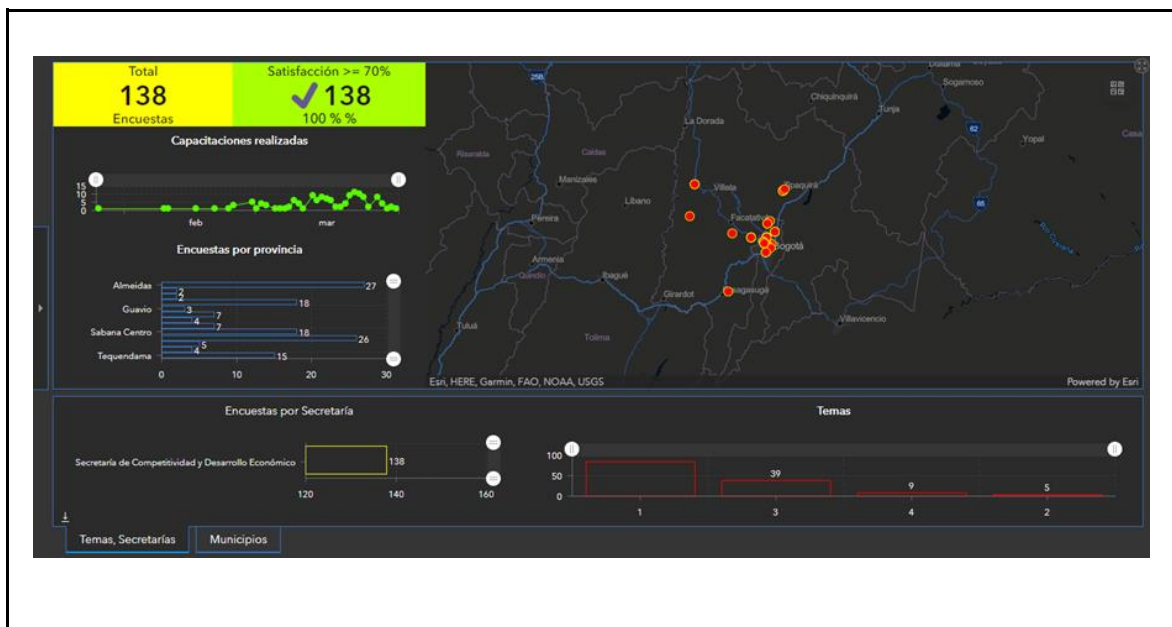 Total
138
Encuestas
Satisfacción >= 70%
138
100 % %
Capacitaciones realizadas
15
10
5
0
feb
mar
Encuestas por provincia
Almeidas
27
2
2
18
Guavio
3
7
4
7
Sabana Centro
18
26
5
4
Tequendama
15
0
10
20
30
25B
Sogamoso
Chiquinquirá
Tunja
La Dorada
62
Yopal
Risaralda
Caldas
Manizales
Villeta
Zipaquirá
Líbano
65
Pereira
Facatativá
Bogotá
Armenia
Quindío
Ibagué
Girardot
Villavicencio
Tuluá
Tolima
Esri, HERE, Garmin, FAO, NOAA, USGS
Powered by Esri
Encuestas por Secretaría
Secretaría de Competitividad y Desarrollo Económico
138
120
140
160
Temas
100
50
0
39
9
5
1
3
4
2
Temas, Secretarías
Municipios